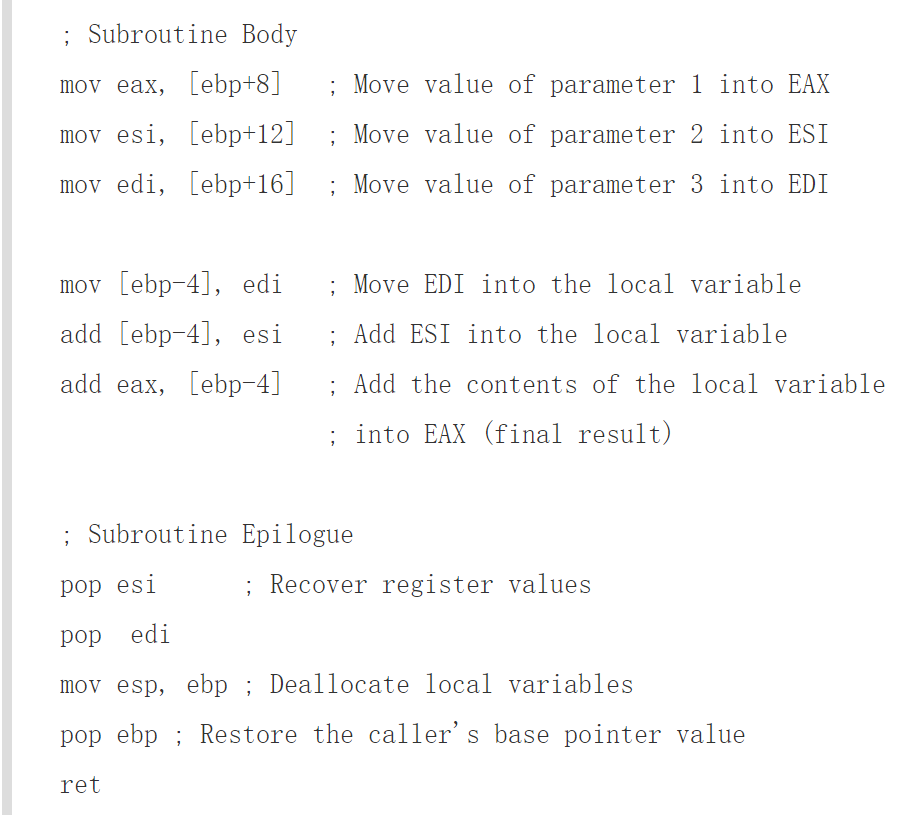 ; Subroutine Body
mov eax, [ebp+8]   ; Move value of parameter 1 into EAX
mov esi, [ebp+12]  ; Move value of parameter 2 into ESI
mov edi, [ebp+16]  ; Move value of parameter 3 into EDI
mov [ebp-4], edi   ; Move EDI into the local variable
add [ebp-4], esi   ; Add ESI into the local variable
add eax, [ebp-4]   ; Add the contents of the local variable
; into EAX (final result)
; Subroutine Epilogue
pop esi      ; Recover register values
pop  edi
mov esp, ebp ; Deallocate local variables
pop ebp ; Restore the caller's base pointer value
ret